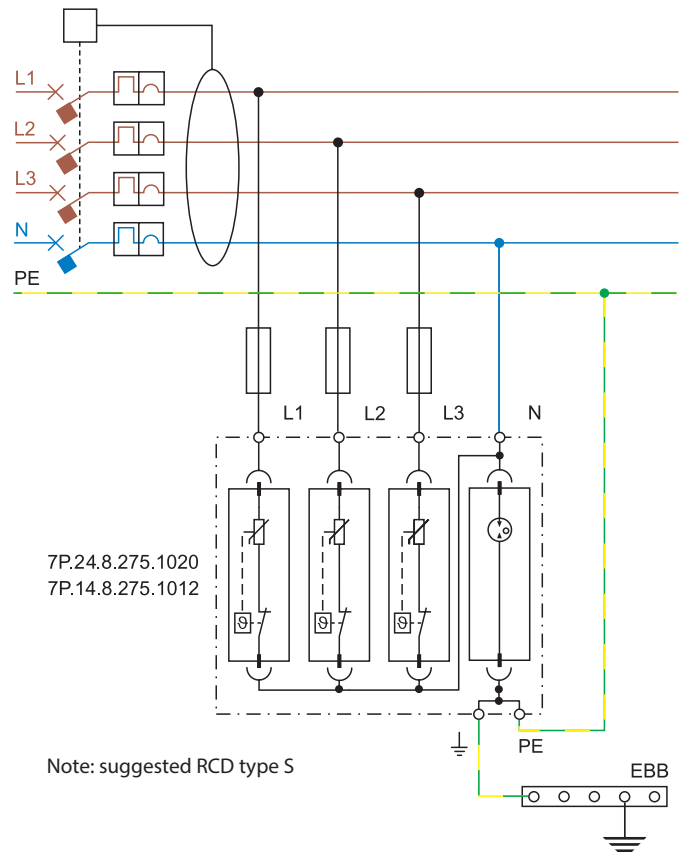 L1
L2
L3
N
PE
L1 L2 L3 N
7P.24.8.275.1020
7P.14.8.275.1012
ϑ ϑ ϑ
PE
Note: suggested RCD type S
EBB